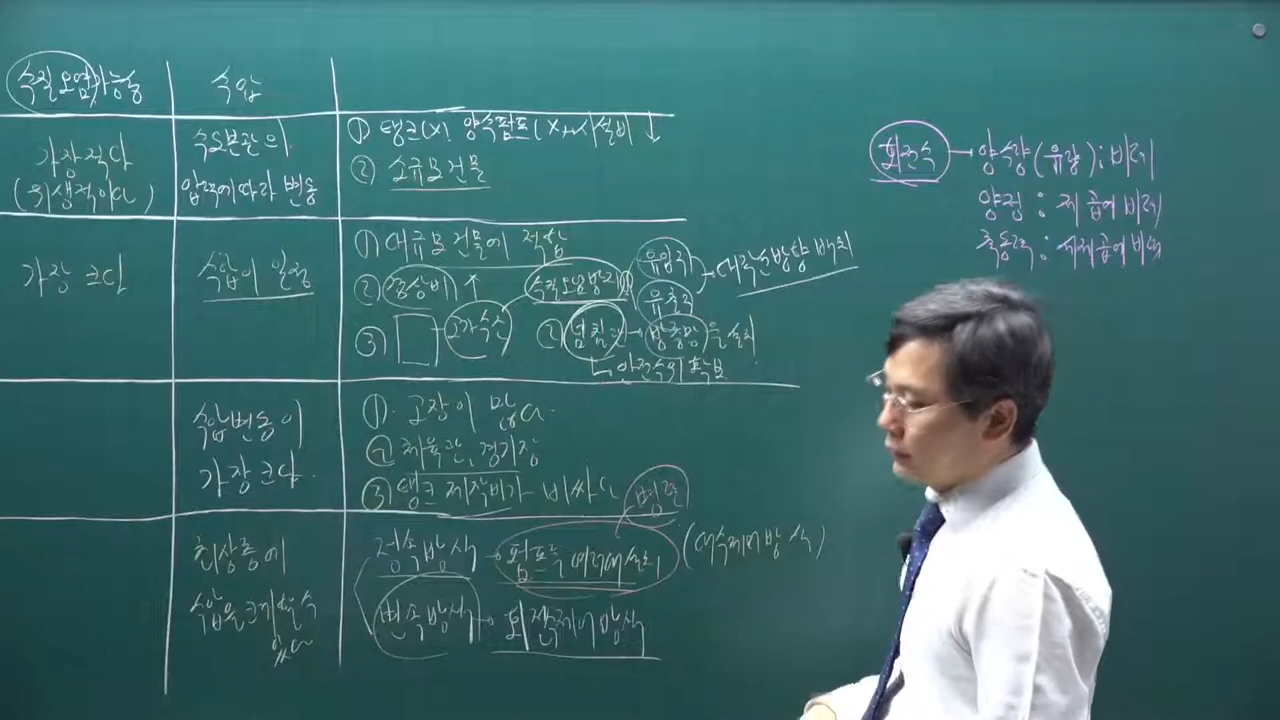 수질오염가능성
수압
가장적다
(위생적이다)
수도본관의
압력에따라 변동
① 탱크(X), 양수펌프(X)→시설비↓
② 소규모건물
가장 크다
수압이 일정
① 대규모 건물에 적합
② 경상비↑
③ 고가수조
수질오염방지
① 유입구
유출구
대각선방향 배치
② 넘침관→방충망을 설치
수압변동이
가장 크다.
① 고장이 많다.
② 체육관, 경기장
③ 탱크 제작비가 비싸다
최상층에
수압을크게할수
있다
정속방식→펌프를 여러대설치 (대수제어방식)
병렬
변속방식→회전수제어방식
회전수→양수량(유량): 비례
양정 : 제곱에 비례
축동력 : 세제곱에 비례